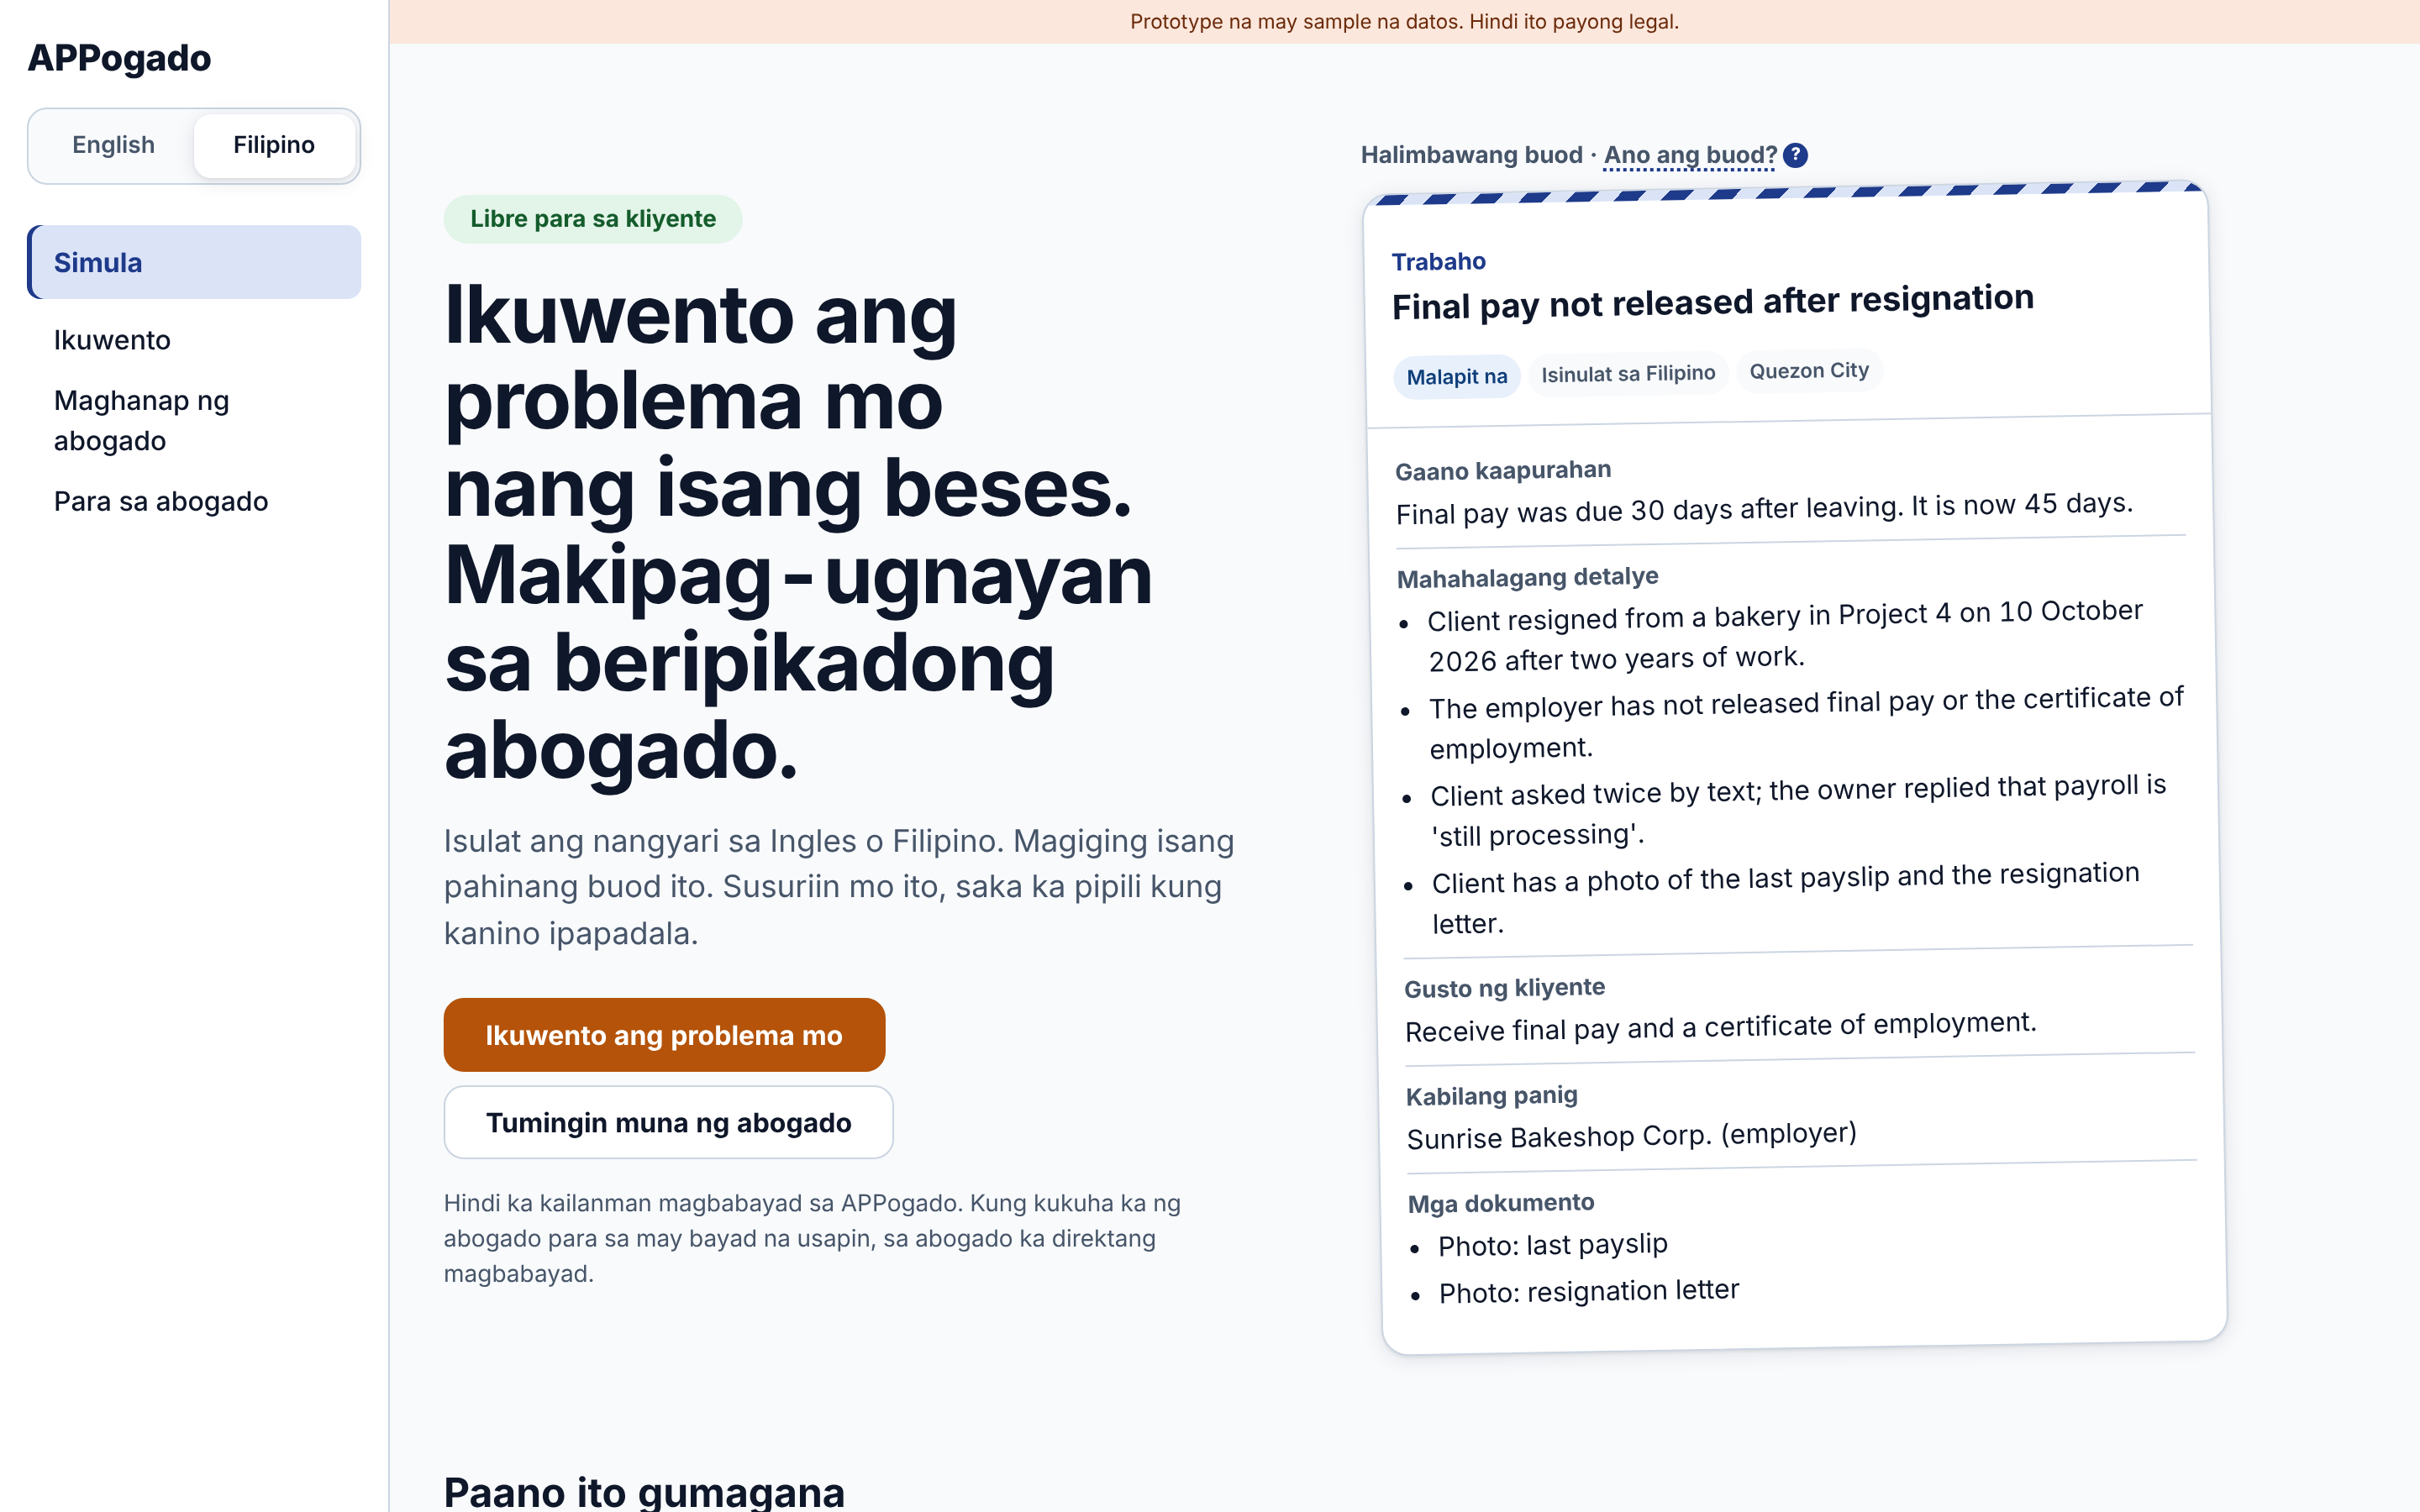 APPogado
English
Filipino
Simula
Ikuwento
Maghanap ng
abogado
Para sa abogado
Prototype na may sample na datos. Hindi ito payong legal.
Libre para sa kliyente
Ikuwento ang
problema mo
nang isang beses.
Makipag-ugnayan
sa beripikadong
abogado.
Isulat ang nangyari sa Ingles o Filipino. Magiging isang
pahinang buod ito. Susuriin mo ito, saka ka pipili kung
kanino ipapadala.
Ikuwento ang problema mo
Tumingin muna ng abogado
Hindi ka kailanman magbabayad sa APPogado. Kung kukuha ka ng
abogado para sa may bayad na usapin, sa abogado ka direktang
magbabayad.
Halimbawang buod · Ano ang buod? ?
Trabaho
Final pay not released after resignation
Malapit na
Isinulat sa Filipino
Quezon City
Gaano kaapurahan
Final pay was due 30 days after leaving. It is now 45 days.
Mahahalagang detalye
• Client resigned from a bakery in Project 4 on 10 October
2026 after two years of work.
• The employer has not released final pay or the certificate of
employment.
• Client asked twice by text; the owner replied that payroll is
'still processing'.
• Client has a photo of the last payslip and the resignation
letter.
Gusto ng kliyente
Receive final pay and a certificate of employment.
Kabilang panig
Sunrise Bakeshop Corp. (employer)
Mga dokumento
• Photo: last payslip
• Photo: resignation letter
Paano ito gumagana